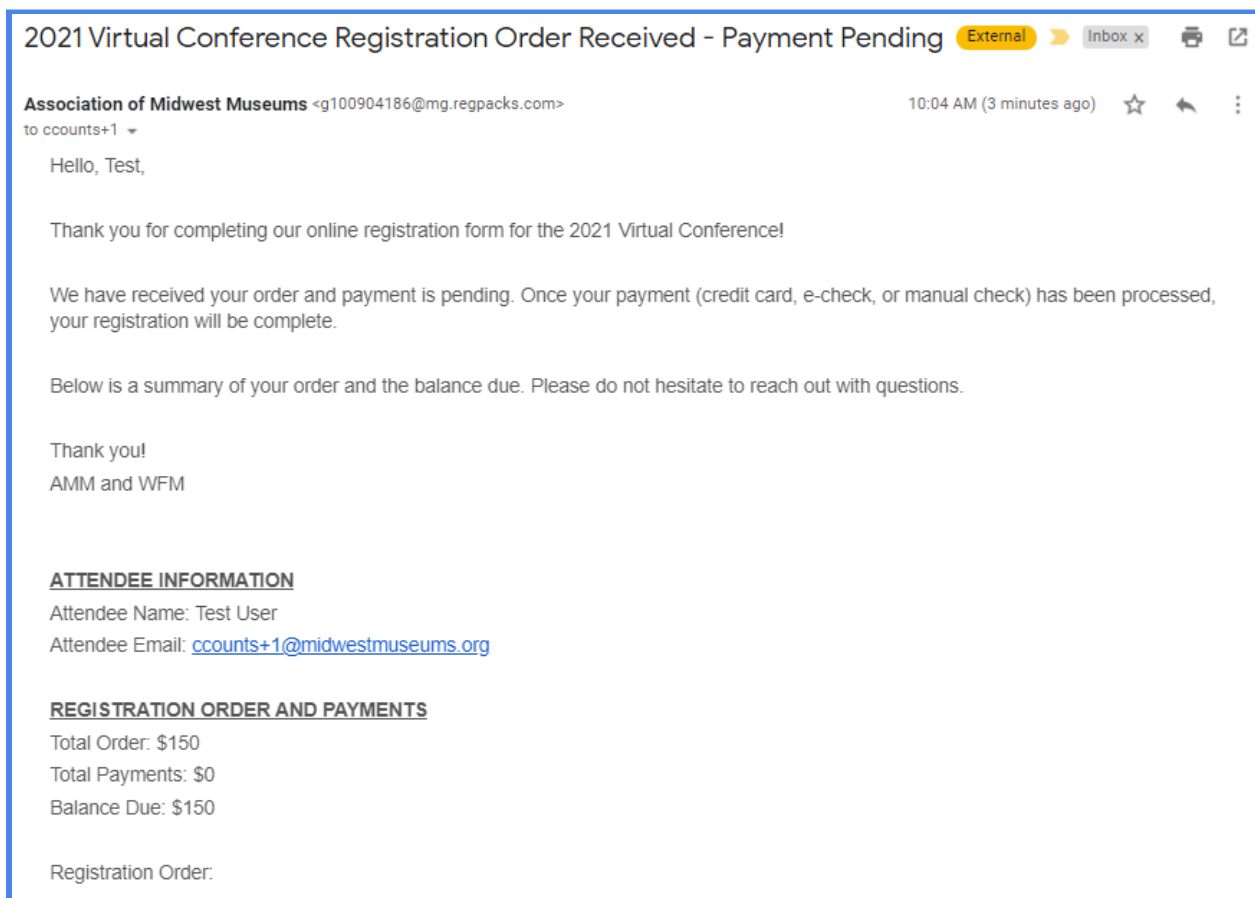 2021 Virtual Conference Registration Order Received - Payment Pending External Inbox x
Association of Midwest Museums <g100904186@mg.regpacks.com> 10:04 AM (3 minutes ago)
to ccounts+1
Hello, Test,
Thank you for completing our online registration form for the 2021 Virtual Conference!
We have received your order and payment is pending. Once your payment (credit card, e-check, or manual check) has been processed,
your registration will be complete.
Below is a summary of your order and the balance due. Please do not hesitate to reach out with questions.
Thank you!
AMM and WFM
ATTENDEE INFORMATION
Attendee Name: Test User
Attendee Email: ccounts+1@midwestmuseums.org
REGISTRATION ORDER AND PAYMENTS
Total Order: $150
Total Payments: $0
Balance Due: $150
Registration Order: